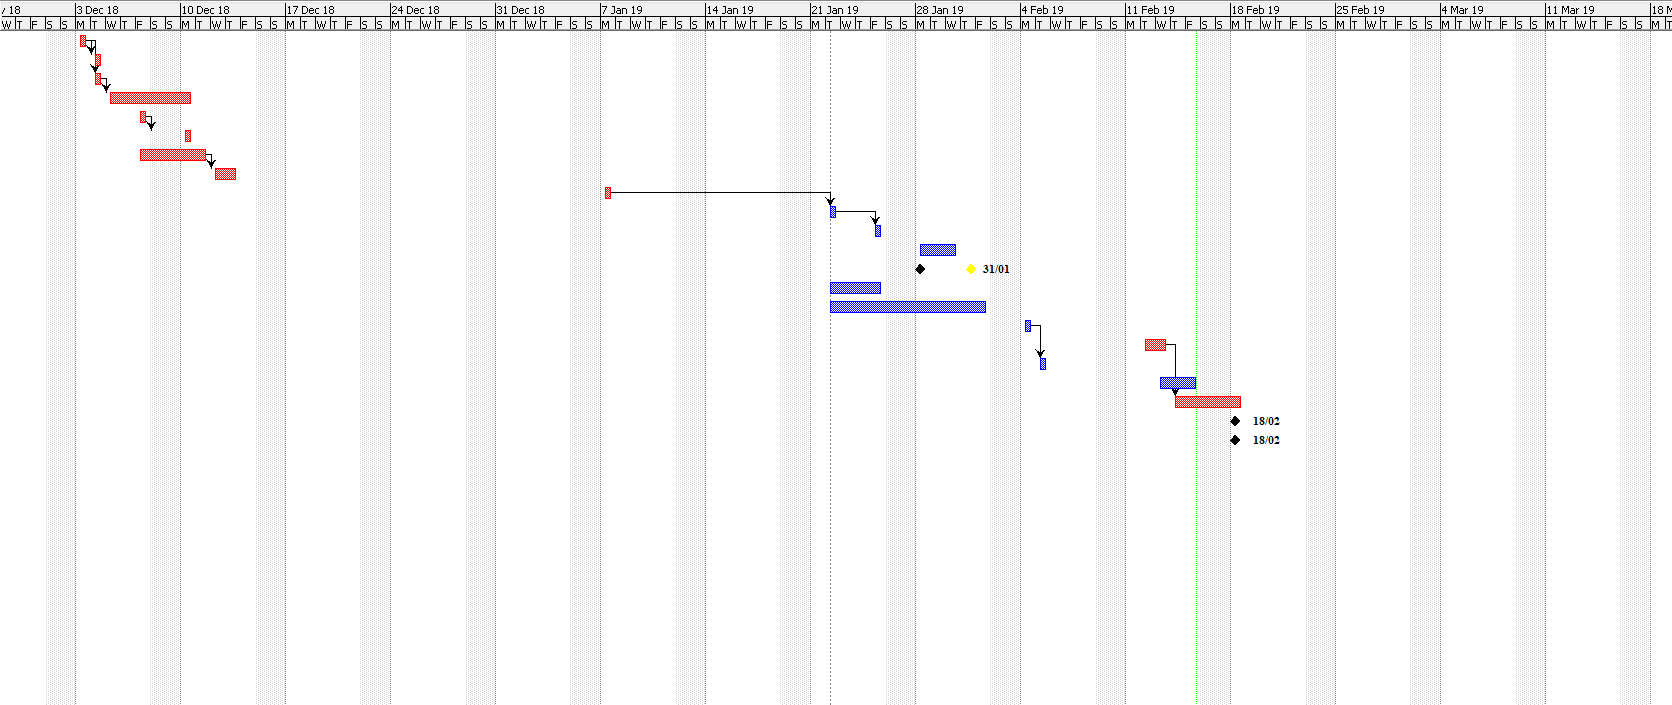 / 18 3 Dec 18 10 Dec 18 17 Dec 18 24 Dec 18 31 Dec 18 7 Jan 19 14 Jan 19 21 Jan 19 28 Jan 19 4 Feb 19 11 Feb 19 18 Feb 19 25 Feb 19 4 Mar 19 11 Mar 19 18 M
W T F S S M T W T F S S M T W T F S S M T W T F S S M T W T F S S M T W T F S S M T W T F S S M T W T F S S M T W T F S S M T W T F S S M T W T F S S M T W T F S S M T W T F S S M T W T F S S M T W T F S S M T W T F S S M T
31/01
18/02
18/02